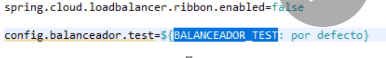 spring.cloud.loadbalancer.ribbon.enabled=false
config.balanceador.test=${BALANCEADOR_TEST: por defecto}